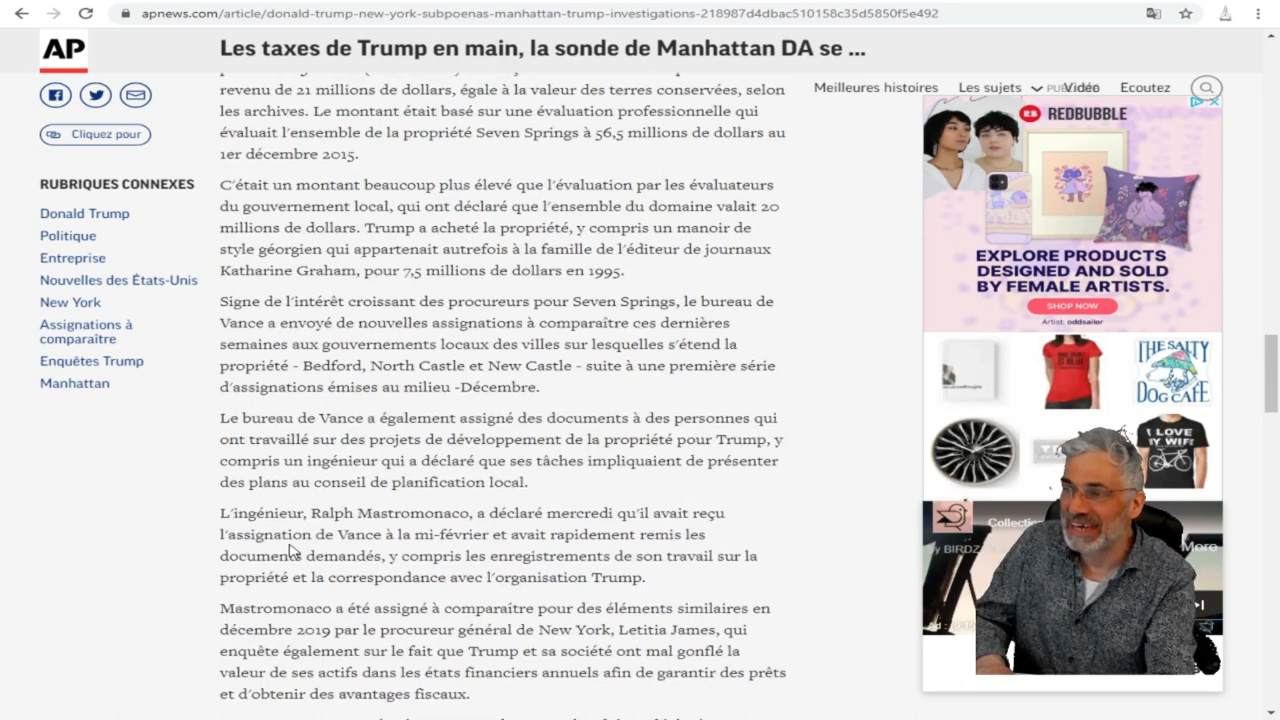 apnews.com/article/donald-trump-new-york-subpoenas-manhattan-trump-investigations-218987d4dbac510158c35d5850f5e492
AP
Les taxes de Trump en main, la sonde de Manhattan DA se ...
Meilleures histoires
Les sujets
Vidéo
Ecoutez
Cliquez pour
RUBRIQUES CONNEXES
Donald Trump
Politique
Entreprise
Nouvelles des États-Unis
New York
Assignations à
comparaître
Enquêtes Trump
Manhattan
revenu de 21 millions de dollars, égale à la valeur des terres conservées, selon
les archives. Le montant était basé sur une évaluation professionnelle qui
évaluait l'ensemble de la propriété Seven Springs à 56,5 millions de dollars au
1er décembre 2015.
C'était un montant beaucoup plus élevé que l'évaluation par les évaluateurs
du gouvernement local, qui ont déclaré que l'ensemble du domaine valait 20
millions de dollars. Trump a acheté la propriété, y compris un manoir de
style géorgien qui appartenait autrefois à la famille de l'éditeur de journaux
Katharine Graham, pour 7,5 millions de dollars en 1995.
Signe de l'intérêt croissant des procureurs pour Seven Springs, le bureau de
Vance a envoyé de nouvelles assignations à comparaître ces dernières
semaines aux gouvernements locaux des villes sur lesquelles s'étend la
propriété - Bedford, North Castle et New Castle - suite à une première série
d'assignations émises au milieu -Décembre.
Le bureau de Vance a également assigné des documents à des personnes qui
ont travaillé sur des projets de développement de la propriété pour Trump, y
compris un ingénieur qui a déclaré que ses tâches impliquaient de présenter
des plans au conseil de planification local.
L'ingénieur, Ralph Mastromonaco, a déclaré mercredi qu'il avait reçu
l'assignation de Vance à la mi-février et avait rapidement remis les
documents demandés, y compris les enregistrements de son travail sur la
propriété et la correspondance avec l'organisation Trump.
Mastromonaco a été assigné à comparaître pour des éléments similaires en
décembre 2019 par le procureur général de New York, Letitia James, qui
enquête également sur le fait que Trump et sa société ont mal gonflé la
valeur de ses actifs dans les états financiers annuels afin de garantir des prêts
et d'obtenir des avantages fiscaux.
REDBUBBLE
EXPLORE PRODUCTS
DESIGNED AND SOLD
BY FEMALE ARTISTS.
SHOP NOW
Artist: oddsailor
THE SALTY
DOG CAFE
I LOVE
MY WIFE
Collection
by BIRDZ
More
Ad